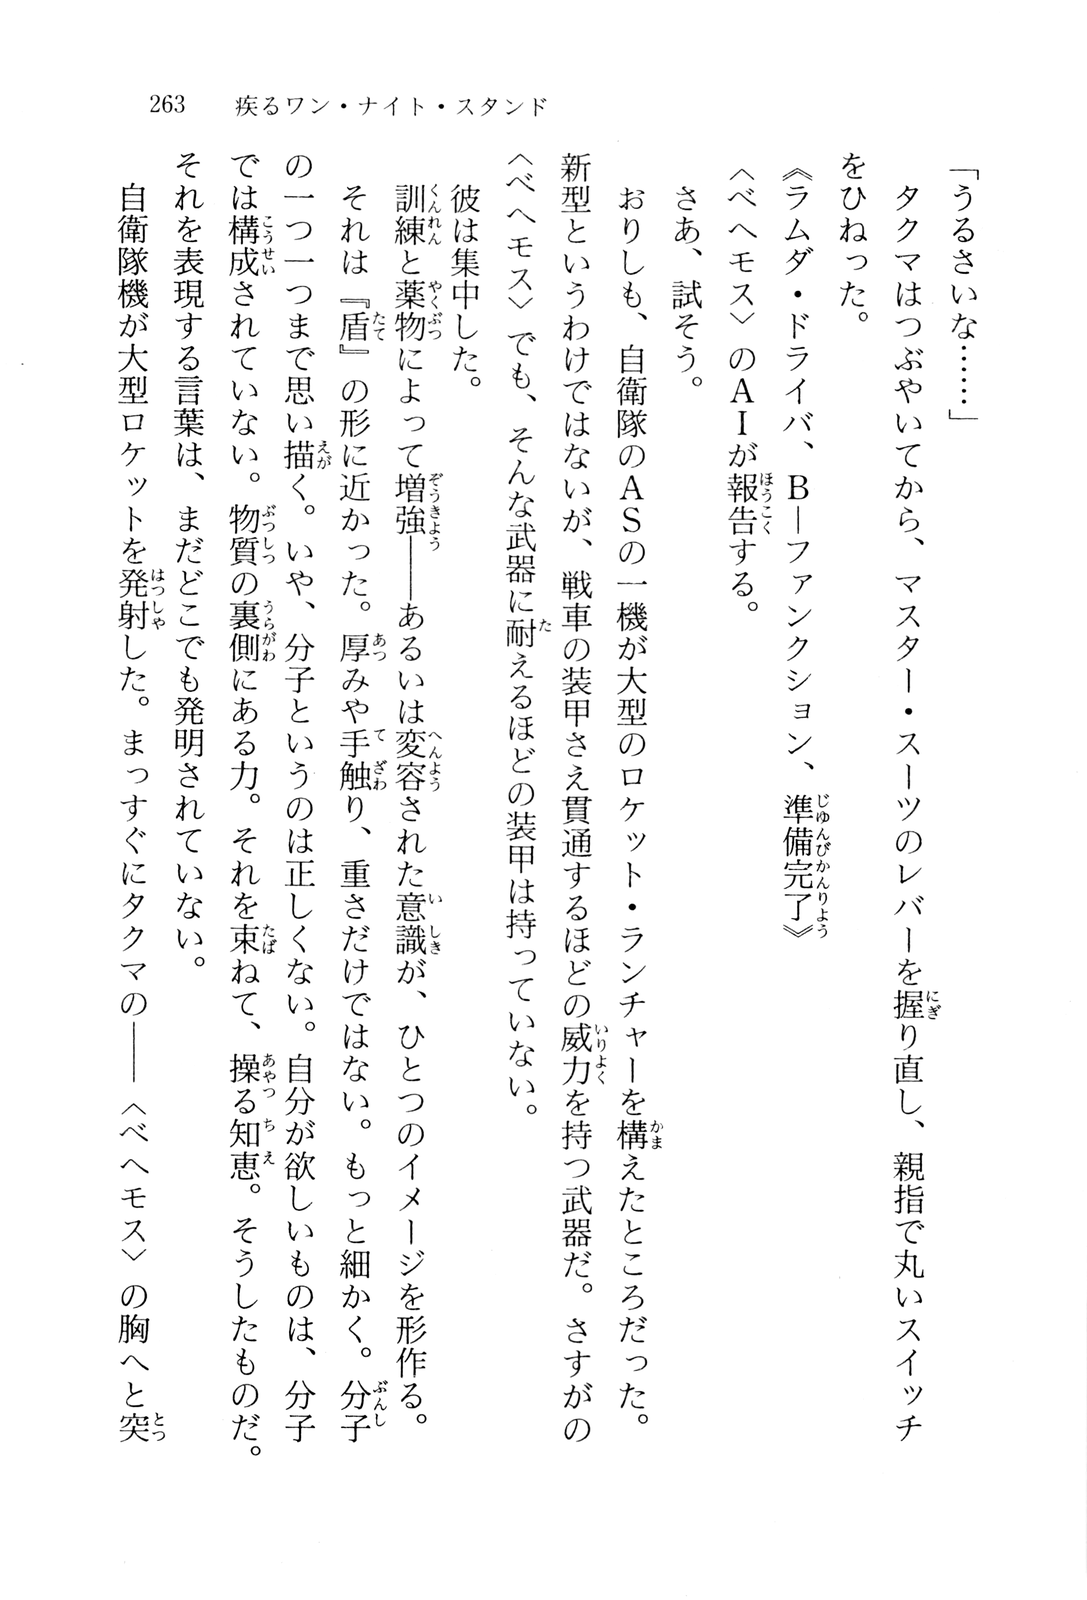 263　疾るワン・ナイト・スタンド
「うるさいな……」
　タクマはつぶやいてから、マスター・スーツのレバーを握り直し、親指で丸いスイッチ
をひねった。
《ラムダ・ドライバ、B―ファンクション、準備完了》
〈ベヘモス〉のAIが報告する。
　さあ、試そう。
　おりしも、自衛隊のASの一機が大型のロケット・ランチャーを構えたところだった。
新型というわけではないが、戦車の装甲さえ貫通するほどの威力を持つ武器だ。さすがの
〈ベヘモス〉でも、そんな武器に耐えるほどの装甲は持っていない。
　彼は集中した。
　訓練と薬物によって増強――あるいは変容された意識が、ひとつのイメージを形作る。
　それは『盾』の形に近かった。厚みや手触り、重さだけではない。もっと細かく。分子
の一つ一つまで思い描く。いや、分子というのは正しくない。自分が欲しいものは、分子
では構成されていない。物質の裏側にある力。それを束ねて、操る知恵。そうしたものだ。
それを表現する言葉は、まだどこでも発明されていない。
　自衛隊機が大型ロケットを発射した。まっすぐにタクマの――〈ベヘモス〉の胸へと突